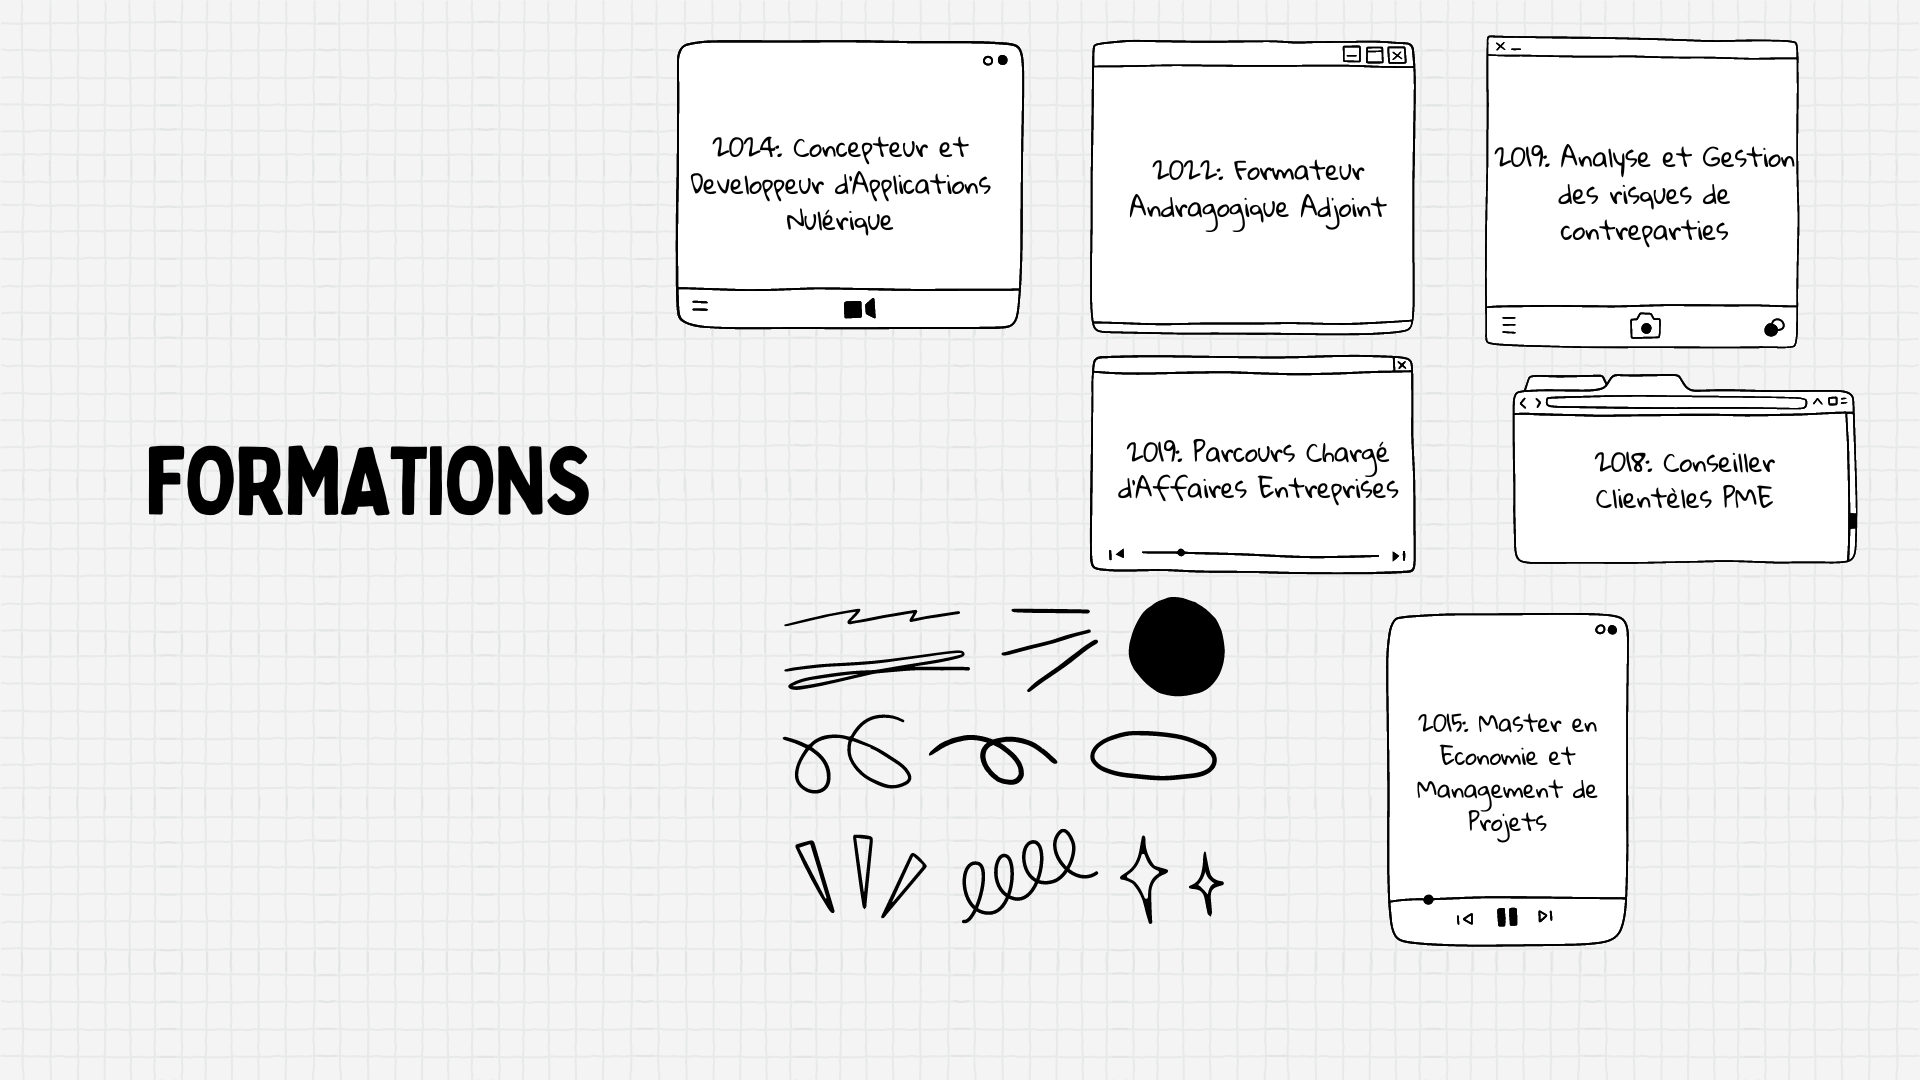 FORMATIONS
2024: Concepteur et
Developpeur d'Applications
Nulérique
2022: Formateur
Andragogique Adjoint
2019: Analyse et Gestion
des risques de
contreparties
2019: Parcours Chargé
d'Affaires Entreprises
2018: Conseiller
Clientèles PME
2015: Master en
Economie et
Management de
Projets